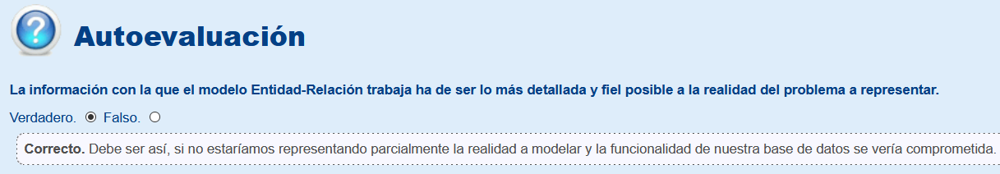 Autoevaluación
La información con la que el modelo Entidad-Relación trabaja ha de ser lo más detallada y fiel posible a la realidad del problema a representar.
Verdadero. Falso.
Correcto. Debe ser así, si no estaríamos representando parcialmente la realidad a modelar y la funcionalidad de nuestra base de datos se vería comprometida.